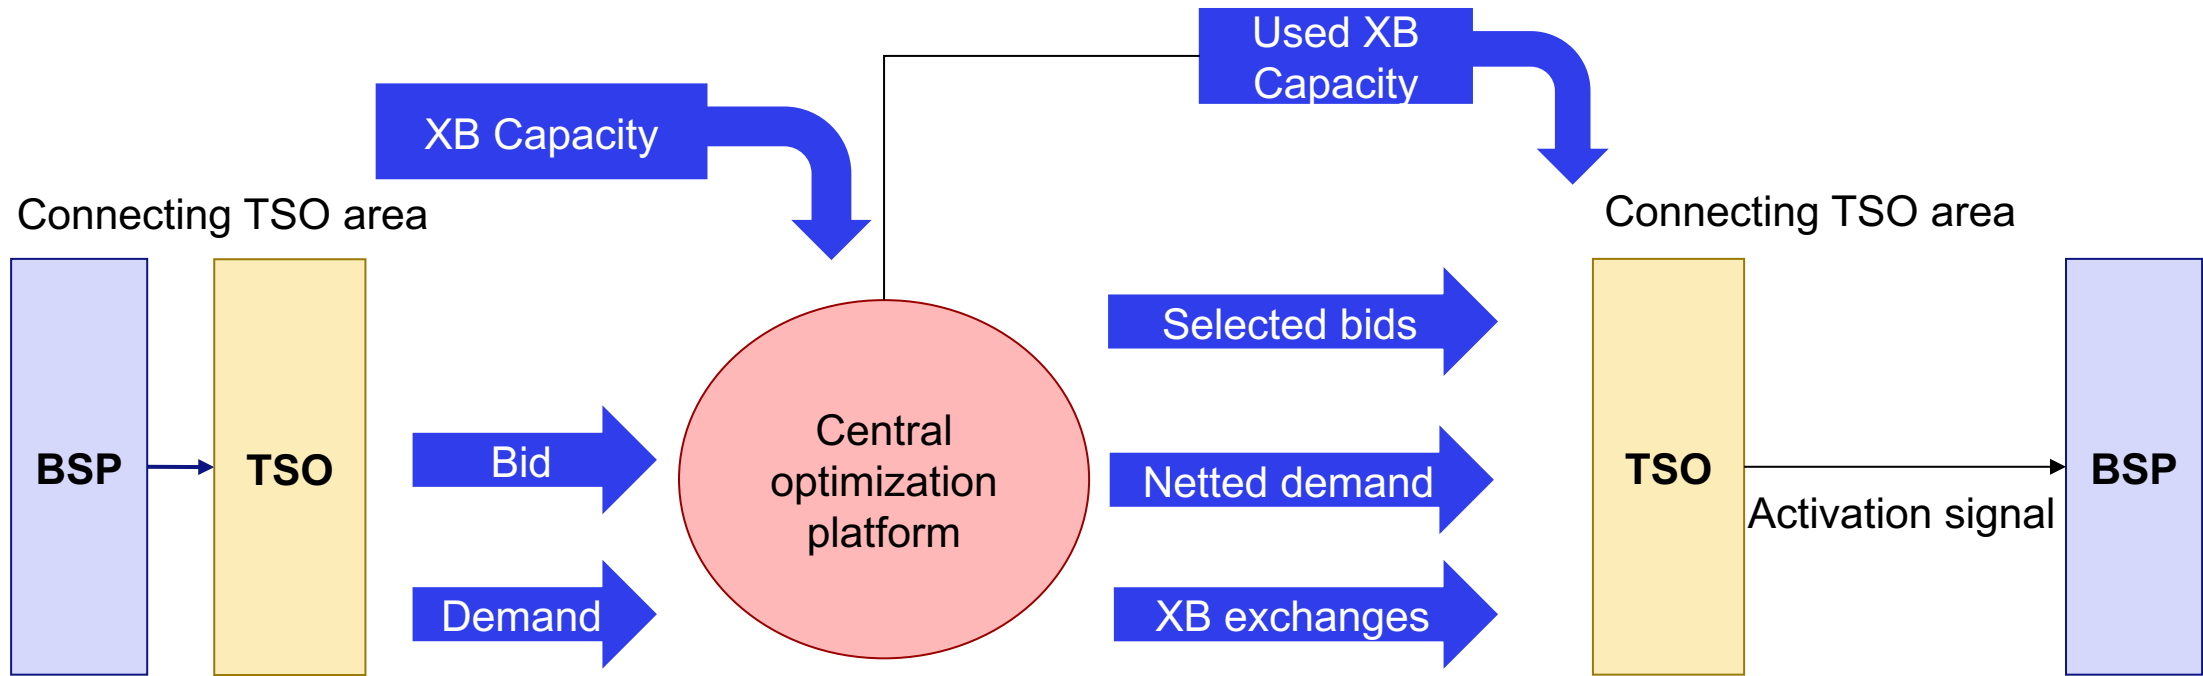 Used XB
Capacity
XB Capacity
Connecting TSO area
Connecting TSO area
Selected bids
Central
optimization
platform
BSP
TSO
Bid
Netted demand
TSO
BSP
Activation signal
Demand
XB exchanges